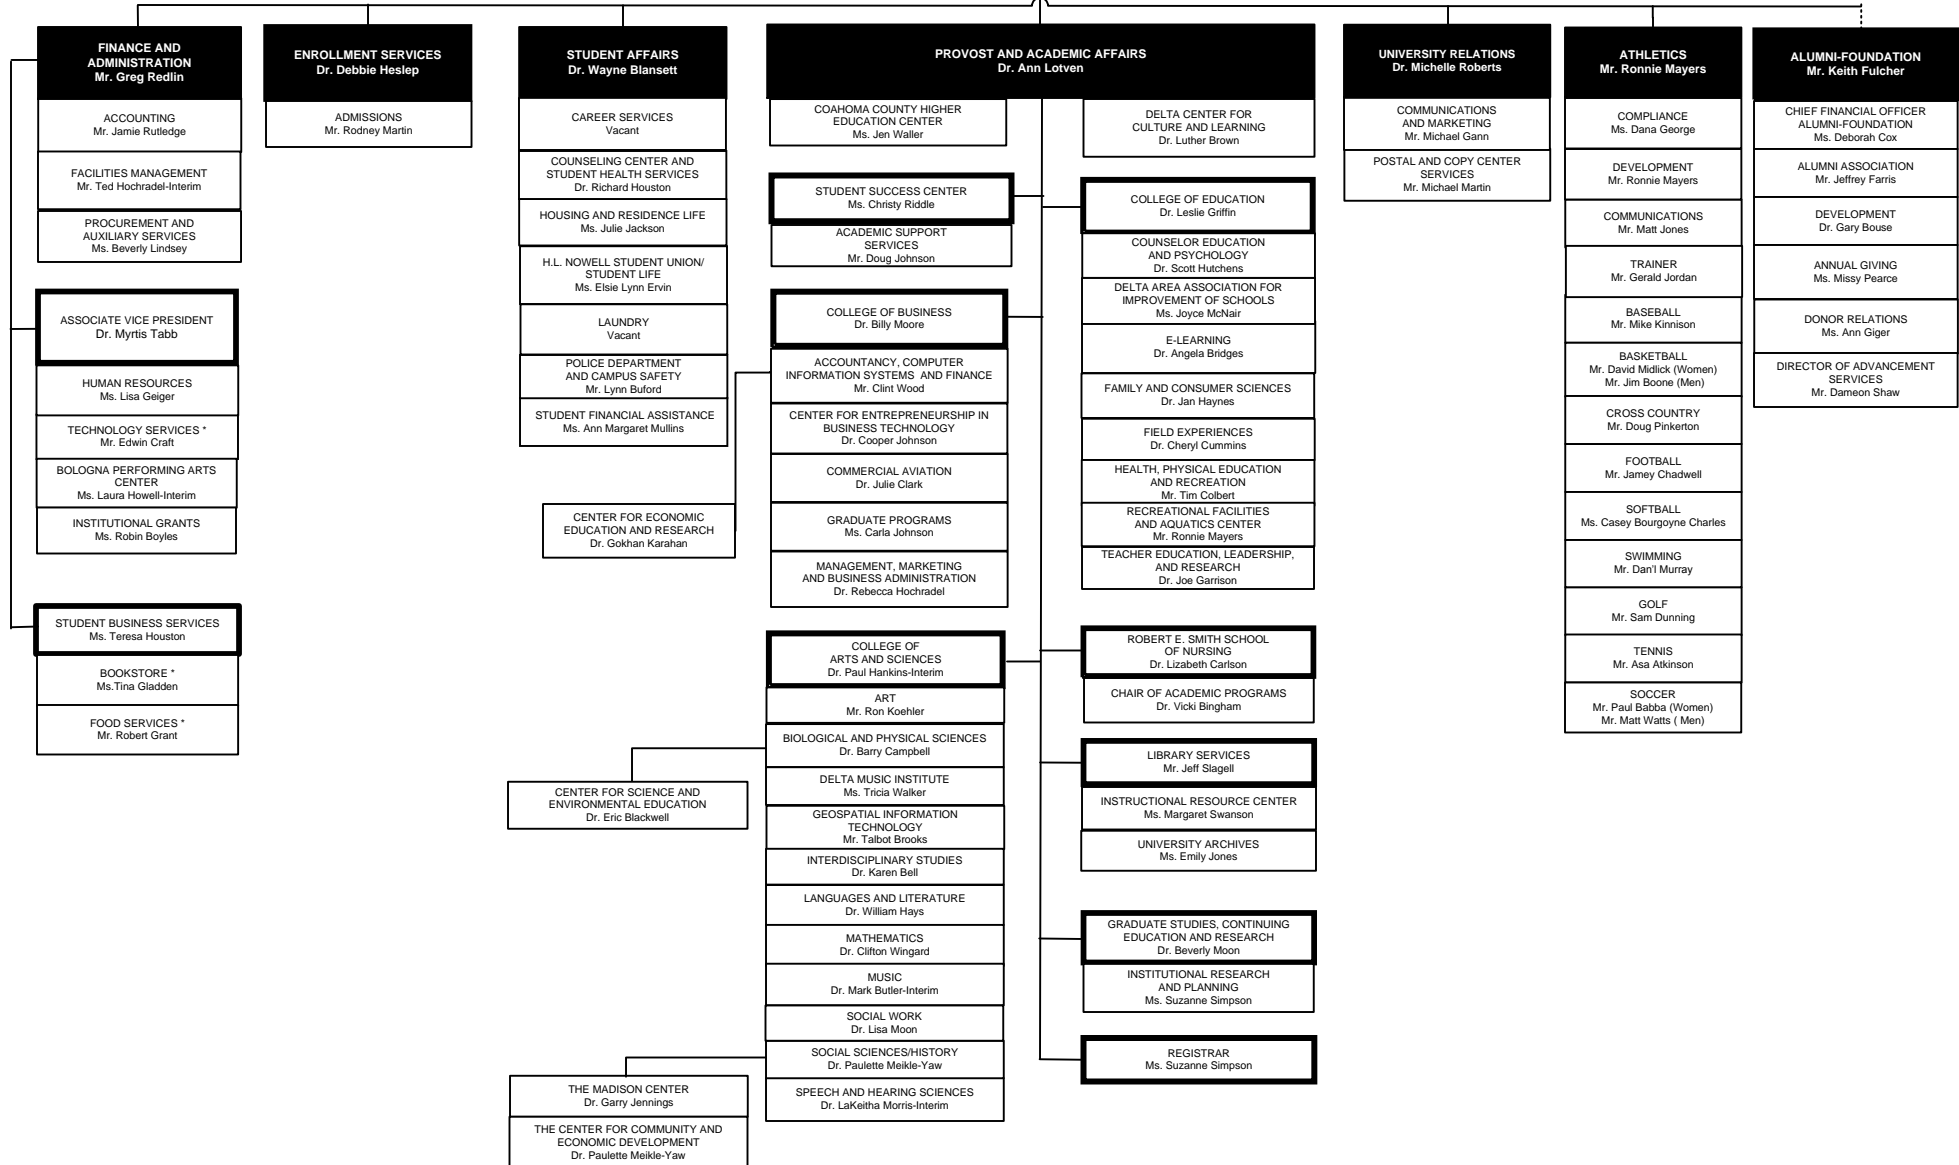 FINANCE AND
ADMINISTRATION
Mr. Greg Redlin
ACCOUNTING
Mr. Jamie Rutledge
FACILITIES MANAGEMENT
Mr. Ted Hochradel-Interim
PROCUREMENT AND
AUXILIARY SERVICES
Ms. Beverly Lindsey
ASSOCIATE VICE PRESIDENT
Dr. Myrtis Tabb
HUMAN RESOURCES
Ms. Lisa Geiger
TECHNOLOGY SERVICES *
Mr. Edwin Craft
BOLOGNA PERFORMING ARTS
CENTER
Ms. Laura Howell-Interim
INSTITUTIONAL GRANTS
Ms. Robin Boyles
STUDENT BUSINESS SERVICES
Ms. Teresa Houston
BOOKSTORE *
Ms.Tina Gladden
FOOD SERVICES *
Mr. Robert Grant
ENROLLMENT SERVICES
Dr. Debbie Heslep
ADMISSIONS
Mr. Rodney Martin
STUDENT AFFAIRS
Dr. Wayne Blansett
CAREER SERVICES
Vacant
COUNSELING CENTER AND
STUDENT HEALTH SERVICES
Dr. Richard Houston
HOUSING AND RESIDENCE LIFE
Ms. Julie Jackson
H.L. NOWELL STUDENT UNION/
STUDENT LIFE
Ms. Elsie Lynn Ervin
LAUNDRY
Vacant
POLICE DEPARTMENT
AND CAMPUS SAFETY
Mr. Lynn Buford
STUDENT FINANCIAL ASSISTANCE
Ms. Ann Margaret Mullins
PROVOST AND ACADEMIC AFFAIRS
Dr. Ann Lotven
COAHOMA COUNTY HIGHER
EDUCATION CENTER
Ms. Jen Waller
STUDENT SUCCESS CENTER
Ms. Christy Riddle
ACADEMIC SUPPORT
SERVICES
Mr. Doug Johnson
COLLEGE OF BUSINESS
Dr. Billy Moore
ACCOUNTANCY, COMPUTER
INFORMATION SYSTEMS AND FINANCE
Mr. Clint Wood
CENTER FOR ENTREPRENEURSHIP IN
BUSINESS TECHNOLOGY
Dr. Cooper Johnson
COMMERCIAL AVIATION
Dr. Julie Clark
GRADUATE PROGRAMS
Ms. Carla Johnson
MANAGEMENT, MARKETING
AND BUSINESS ADMINISTRATION
Dr. Rebecca Hochradel
CENTER FOR ECONOMIC
EDUCATION AND RESEARCH
Dr. Gokhan Karahan
COLLEGE OF
ARTS AND SCIENCES
Dr. Paul Hankins-Interim
ART
Mr. Ron Koehler
BIOLOGICAL AND PHYSICAL SCIENCES
Dr. Barry Campbell
DELTA MUSIC INSTITUTE
Ms. Tricia Walker
GEOSPATIAL INFORMATION
TECHNOLOGY
Mr. Talbot Brooks
INTERDISCIPLINARY STUDIES
Dr. Karen Bell
LANGUAGES AND LITERATURE
Dr. William Hays
MATHEMATICS
Dr. Clifton Wingard
MUSIC
Dr. Mark Butler-Interim
SOCIAL WORK
Dr. Lisa Moon
SOCIAL SCIENCES/HISTORY
Dr. Paulette Meikle-Yaw
SPEECH AND HEARING SCIENCES
Dr. LaKeitha Morris-Interim
CENTER FOR SCIENCE AND
ENVIRONMENTAL EDUCATION
Dr. Eric Blackwell
THE MADISON CENTER
Dr. Garry Jennings
THE CENTER FOR COMMUNITY AND
ECONOMIC DEVELOPMENT
Dr. Paulette Meikle-Yaw
DELTA CENTER FOR
CULTURE AND LEARNING
Dr. Luther Brown
COLLEGE OF EDUCATION
Dr. Leslie Griffin
COUNSELOR EDUCATION
AND PSYCHOLOGY
Dr. Scott Hutchens
DELTA AREA ASSOCIATION FOR
IMPROVEMENT OF SCHOOLS
Ms. Joyce McNair
E-LEARNING
Dr. Angela Bridges
FAMILY AND CONSUMER SCIENCES
Dr. Jan Haynes
FIELD EXPERIENCES
Dr. Cheryl Cummins
HEALTH, PHYSICAL EDUCATION
AND RECREATION
Mr. Tim Colbert
RECREATIONAL FACILITIES
AND AQUATICS CENTER
Mr. Ronnie Mayers
TEACHER EDUCATION, LEADERSHIP,
AND RESEARCH
Dr. Joe Garrison
ROBERT E. SMITH SCHOOL
OF NURSING
Dr. Lizabeth Carlson
CHAIR OF ACADEMIC PROGRAMS
Dr. Vicki Bingham
LIBRARY SERVICES
Mr. Jeff Slagell
INSTRUCTIONAL RESOURCE CENTER
Ms. Margaret Swanson
UNIVERSITY ARCHIVES
Ms. Emily Jones
GRADUATE STUDIES, CONTINUING
EDUCATION AND RESEARCH
Dr. Beverly Moon
INSTITUTIONAL RESEARCH
AND PLANNING
Ms. Suzanne Simpson
REGISTRAR
Ms. Suzanne Simpson
UNIVERSITY RELATIONS
Dr. Michelle Roberts
COMMUNICATIONS
AND MARKETING
Mr. Michael Gann
POSTAL AND COPY CENTER
SERVICES
Mr. Michael Martin
ATHLETICS
Mr. Ronnie Mayers
COMPLIANCE
Ms. Dana George
DEVELOPMENT
Mr. Ronnie Mayers
COMMUNICATIONS
Mr. Matt Jones
TRAINER
Mr. Gerald Jordan
BASEBALL
Mr. Mike Kinnison
BASKETBALL
Mr. David Midlick (Women)
Mr. Jim Boone (Men)
CROSS COUNTRY
Mr. Doug Pinkerton
FOOTBALL
Mr. Jamey Chadwell
SOFTBALL
Ms. Casey Bourgoyne Charles
SWIMMING
Mr. Dan'l Murray
GOLF
Mr. Sam Dunning
TENNIS
Mr. Asa Atkinson
SOCCER
Mr. Paul Babba (Women)
Mr. Matt Watts ( Men)
ALUMNI-FOUNDATION
Mr. Keith Fulcher
CHIEF FINANCIAL OFFICER
ALUMNI-FOUNDATION
Ms. Deborah Cox
ALUMNI ASSOCIATION
Mr. Jeffrey Farris
DEVELOPMENT
Dr. Gary Bouse
ANNUAL GIVING
Ms. Missy Pearce
DONOR RELATIONS
Ms. Ann Giger
DIRECTOR OF ADVANCEMENT
SERVICES
Mr. Dameon Shaw